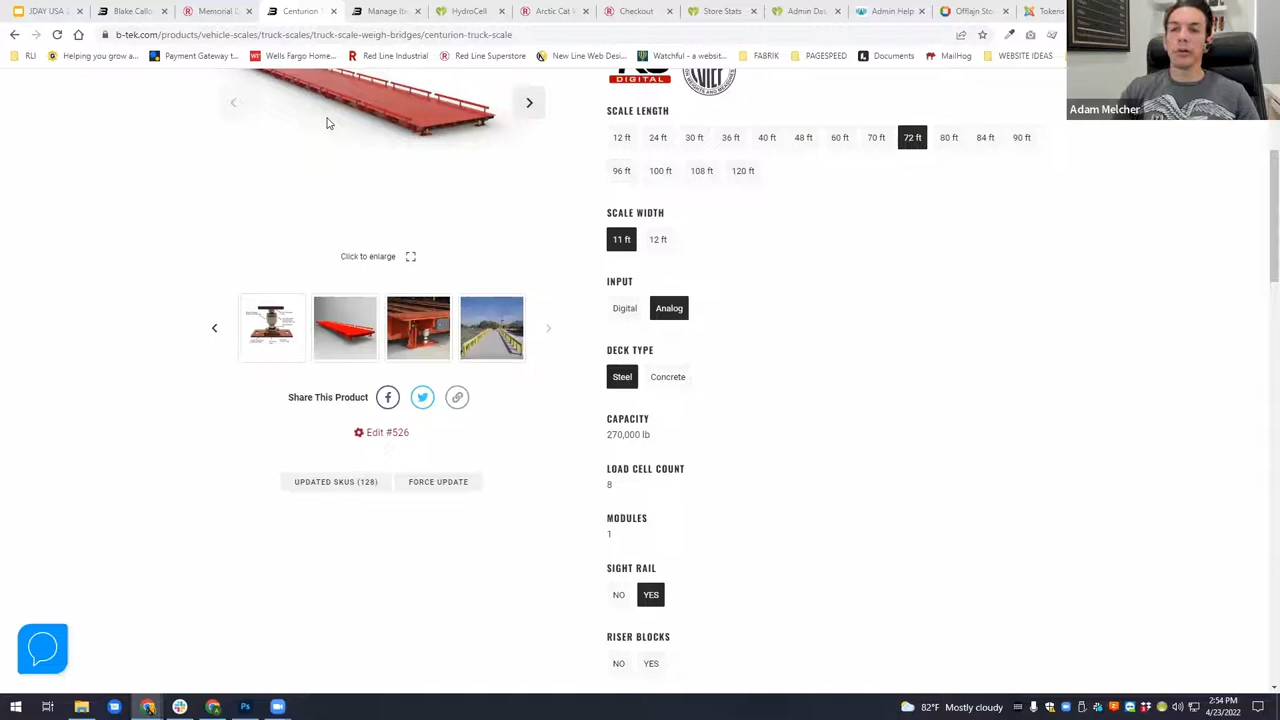 JDAY USA
Blake Callo
Memorial D
Centurion T
Manage Ite
HydroCell
Arctic Cat V
Checkout
Store Stats
Admin Dat
Admin Help
Offlajn Sto
Tokens
b-tek.com/products/vehicle-scales/truck-scales/truck-scale-weighbridge/centurion-truck
RLI
Helping you grow a...
Payment Gateway t...
Wells Fargo Home...
Red Line Industrie...
Red Line Superstore
New Line Web Desi...
Watchful - a websit...
FABRIK
PAGESPEED
Documents
Mailmog
WEBSITE IDEAS
Adam Melcher
DIGITAL
SCALE LENGTH
12 ft 24 ft 30 ft 36 ft 40 ft 48 ft 60 ft 70 ft 72 ft 80 ft 84 ft 90 ft
96 ft 100 ft 108 ft 120 ft
SCALE WIDTH
11 ft 12 ft
Click to enlarge
INPUT
Digital Analog
DECK TYPE
Steel Concrete
Share This Product
CAPACITY
270,000 lb
Edit #526
LOAD CELL COUNT
8
UPDATED SKUS (128) FORCE UPDATE
MODULES
1
SIGHT RAIL
NO YES
RISER BLOCKS
NO YES
82°F Mostly cloudy
2:54 PM
4/23/2022